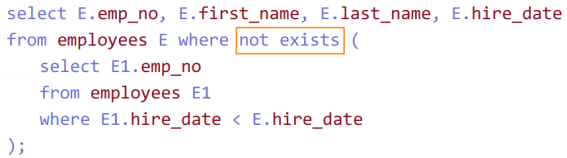 select E.emp_no, E.first_name, E.last_name, E.hire_date
from employees E where not exists (
select E1.emp_no
from employees E1
where E1.hire_date < E.hire_date
);